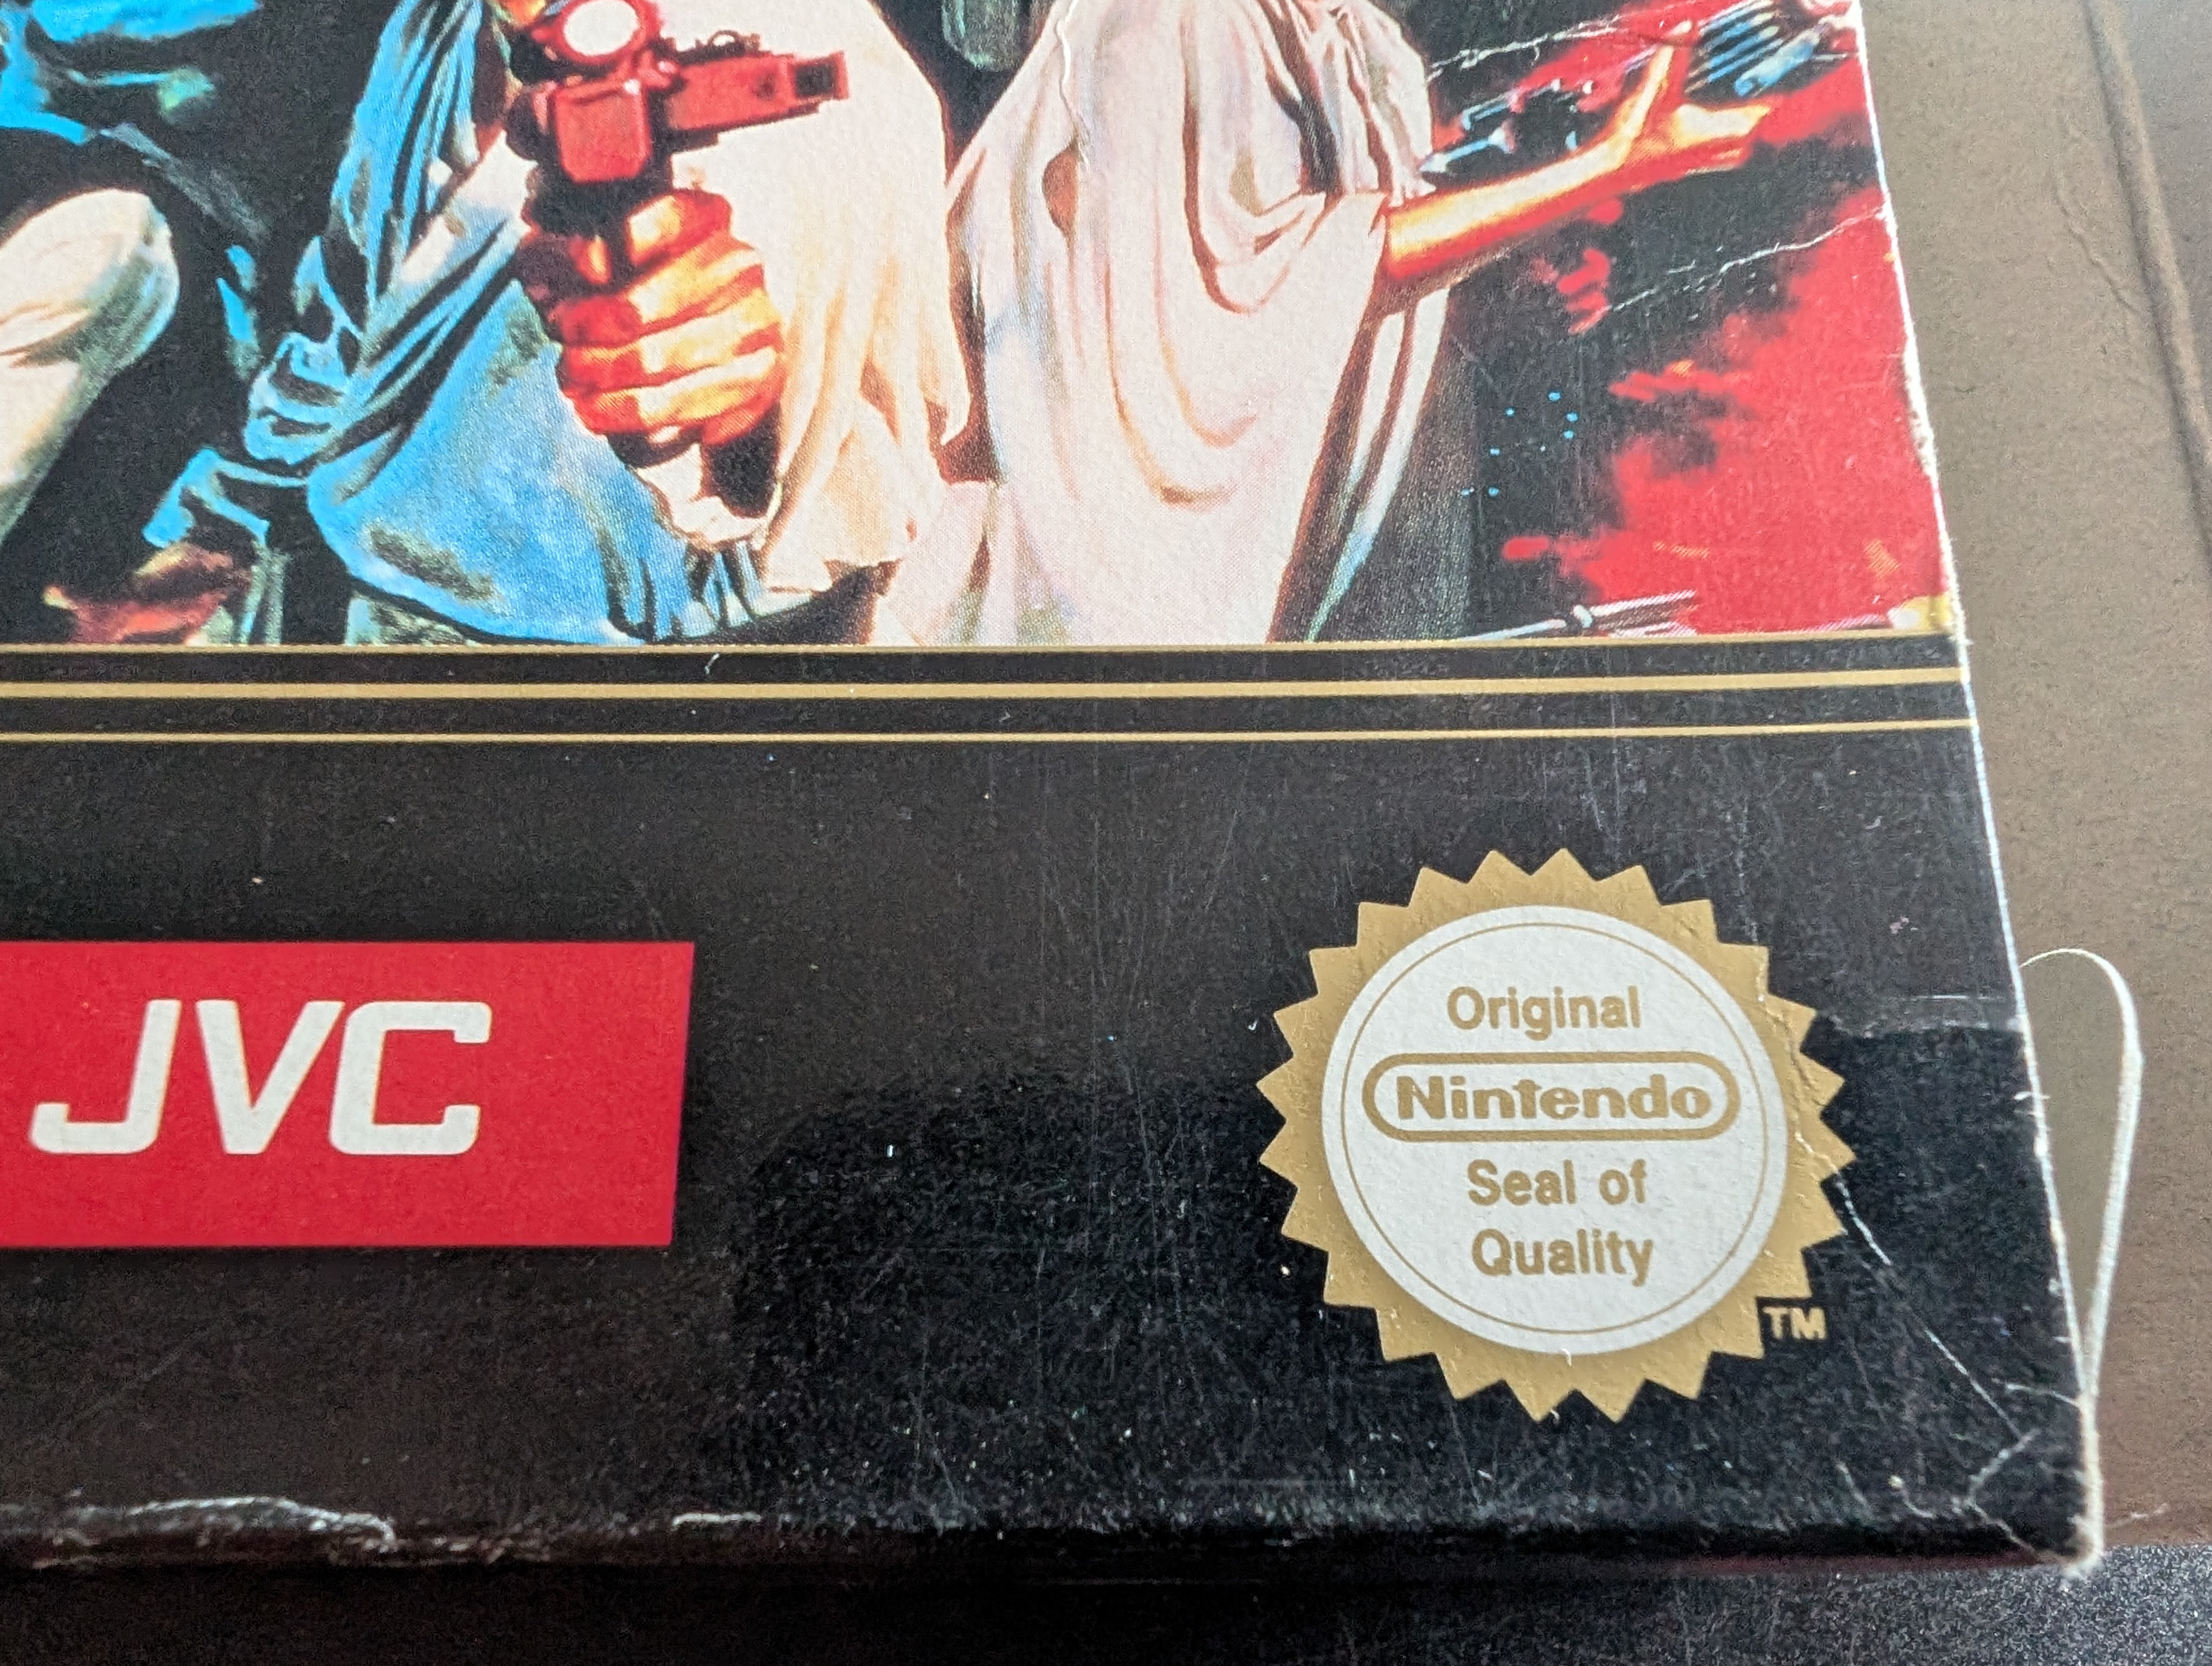 JVC
Original
Nintendo
Seal of
Quality
TM